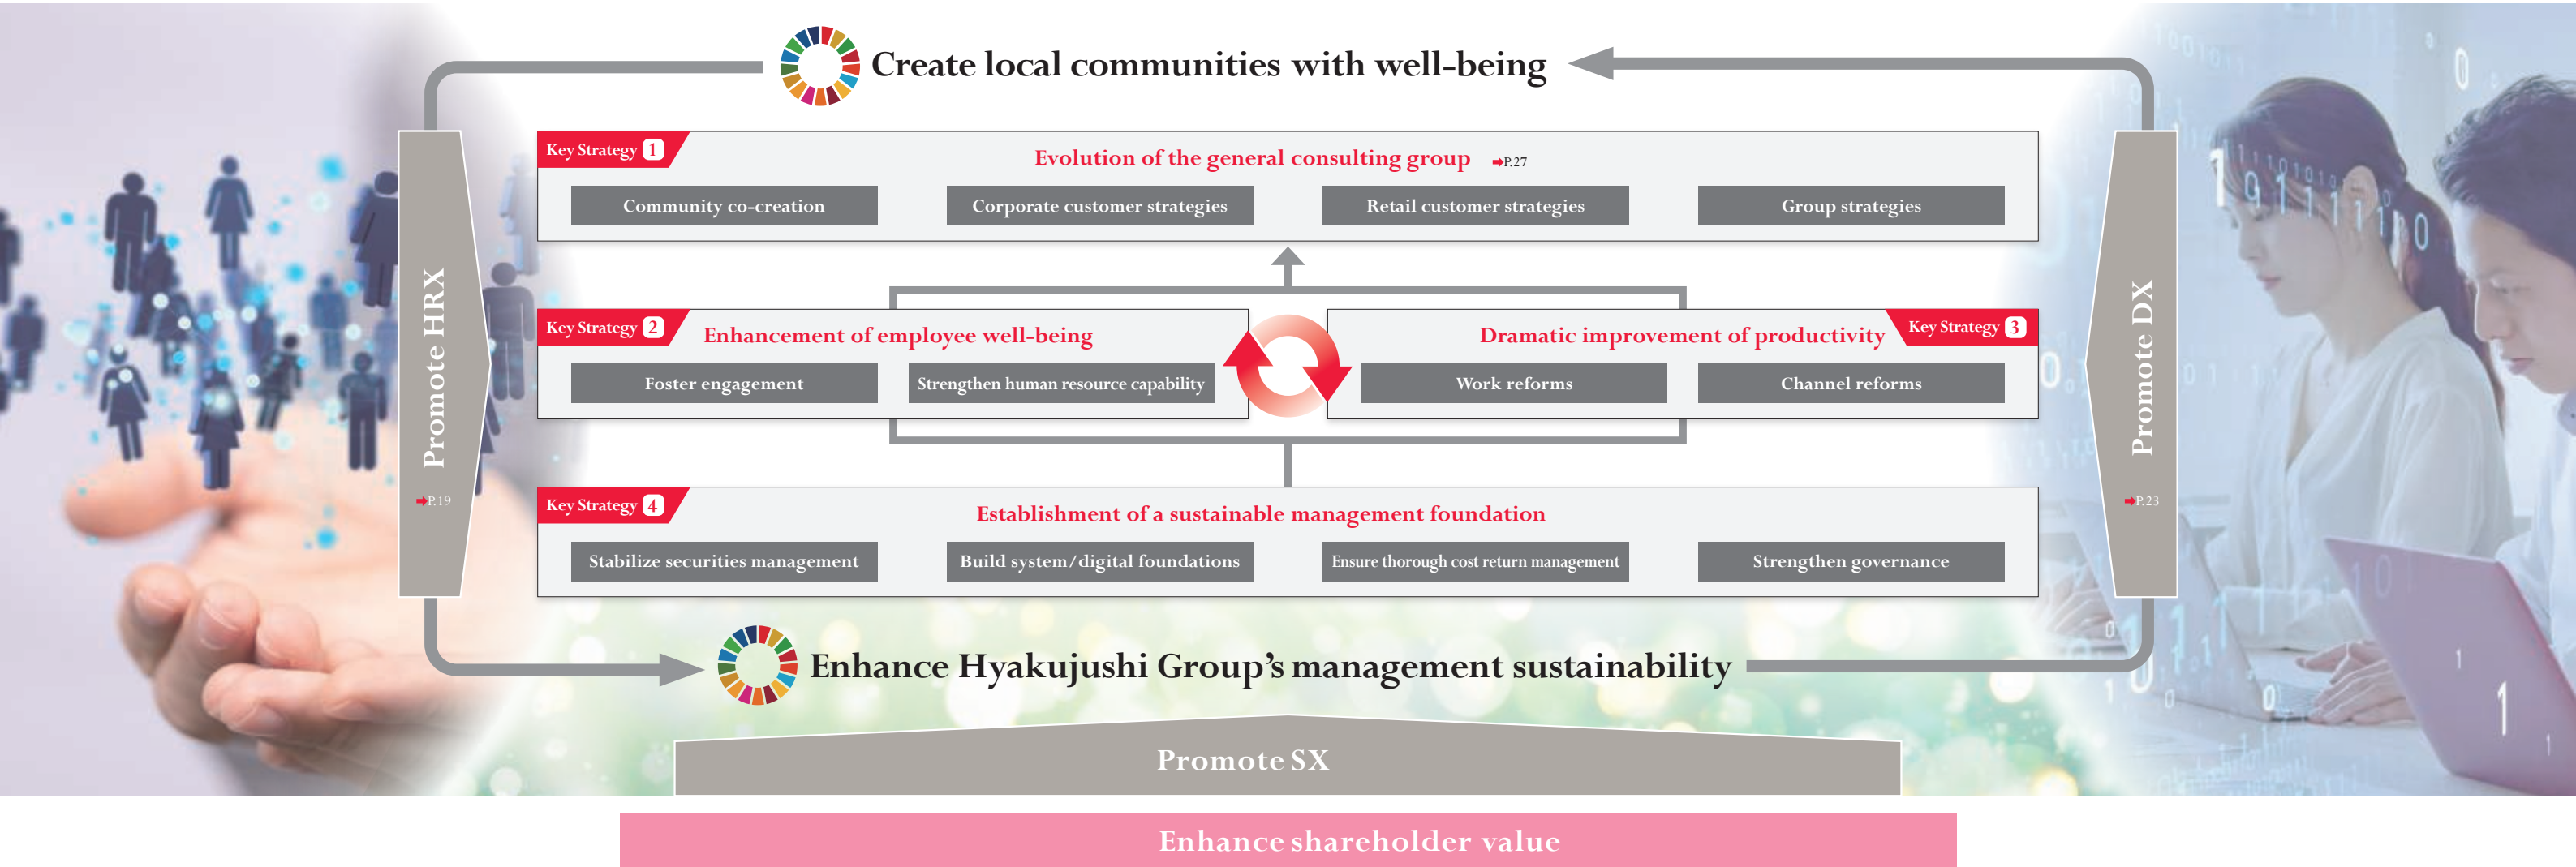 Create local communities with well-being
Key Strategy 1
Evolution of the general consulting group ➡P.27
Community co-creation
Corporate customer strategies
Retail customer strategies
Group strategies
Promote HRX
➡P.19
Key Strategy 2
Enhancement of employee well-being
Foster engagement
Strengthen human resource capability
Key Strategy 3
Dramatic improvement of productivity
Work reforms
Channel reforms
Promote DX
➡P.23
Key Strategy 4
Establishment of a sustainable management foundation
Stabilize securities management
Build system/digital foundations
Ensure thorough cost return management
Strengthen governance
Enhance Hyakujushi Group's management sustainability
Promote SX
Enhance shareholder value